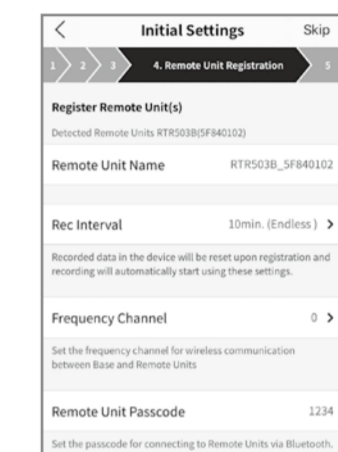 Initial Settings Skip
1 2 3 4. Remote Unit Registration 5
Register Remote Unit(s)
Detected Remote Units RTR503B(5F840102)
Remote Unit Name RTR503B_5F840102
Rec Interval 10min. (Endless )
Recorded data in the device will be reset upon registration and
recording will automatically start using these settings.
Frequency Channel 0
Set the frequency channel for wireless communication
between Base and Remote Units
Remote Unit Passcode 1234
Set the passcode for connecting to Remote Units via Bluetooth.